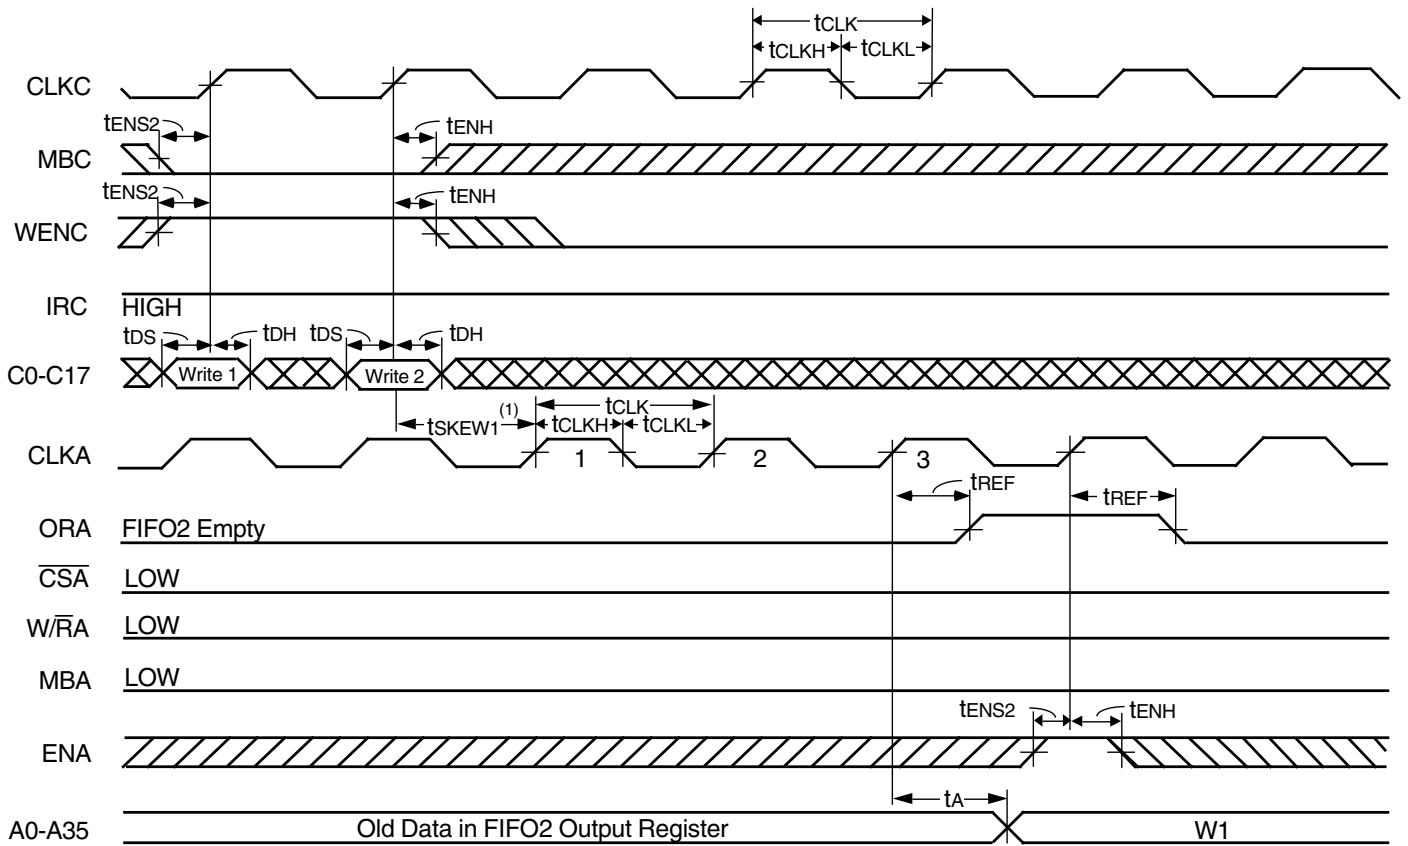 tCLK
tCLKH tCLKL
CLKC
tENS2 tENH
MBC
tENS2 tENH
WENC
IRC HIGH
tDS tDH tDS tDH
C0-C17 Write 1 Write 2
tSKEW1(1) tCLK
tCLKH tCLKL
CLKA 1 2 3
tREF tREF
ORA FIFO2 Empty
CSA LOW
W/RA LOW
MBA LOW
tENS2 tENH
ENA
tA
A0-A35 Old Data in FIFO2 Output Register W1